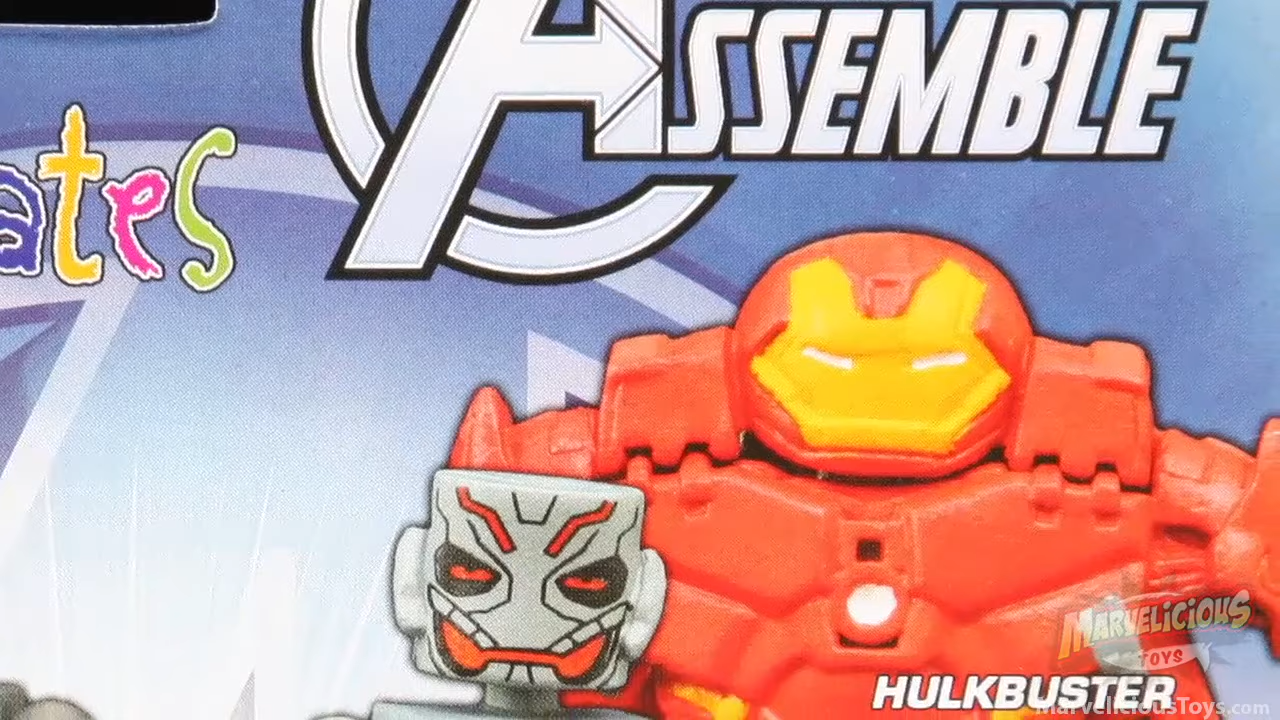 ASSEMBLE
ates
HULKBUSTER
MARVELICIOUS
TOYS
MarveliciousToys.com